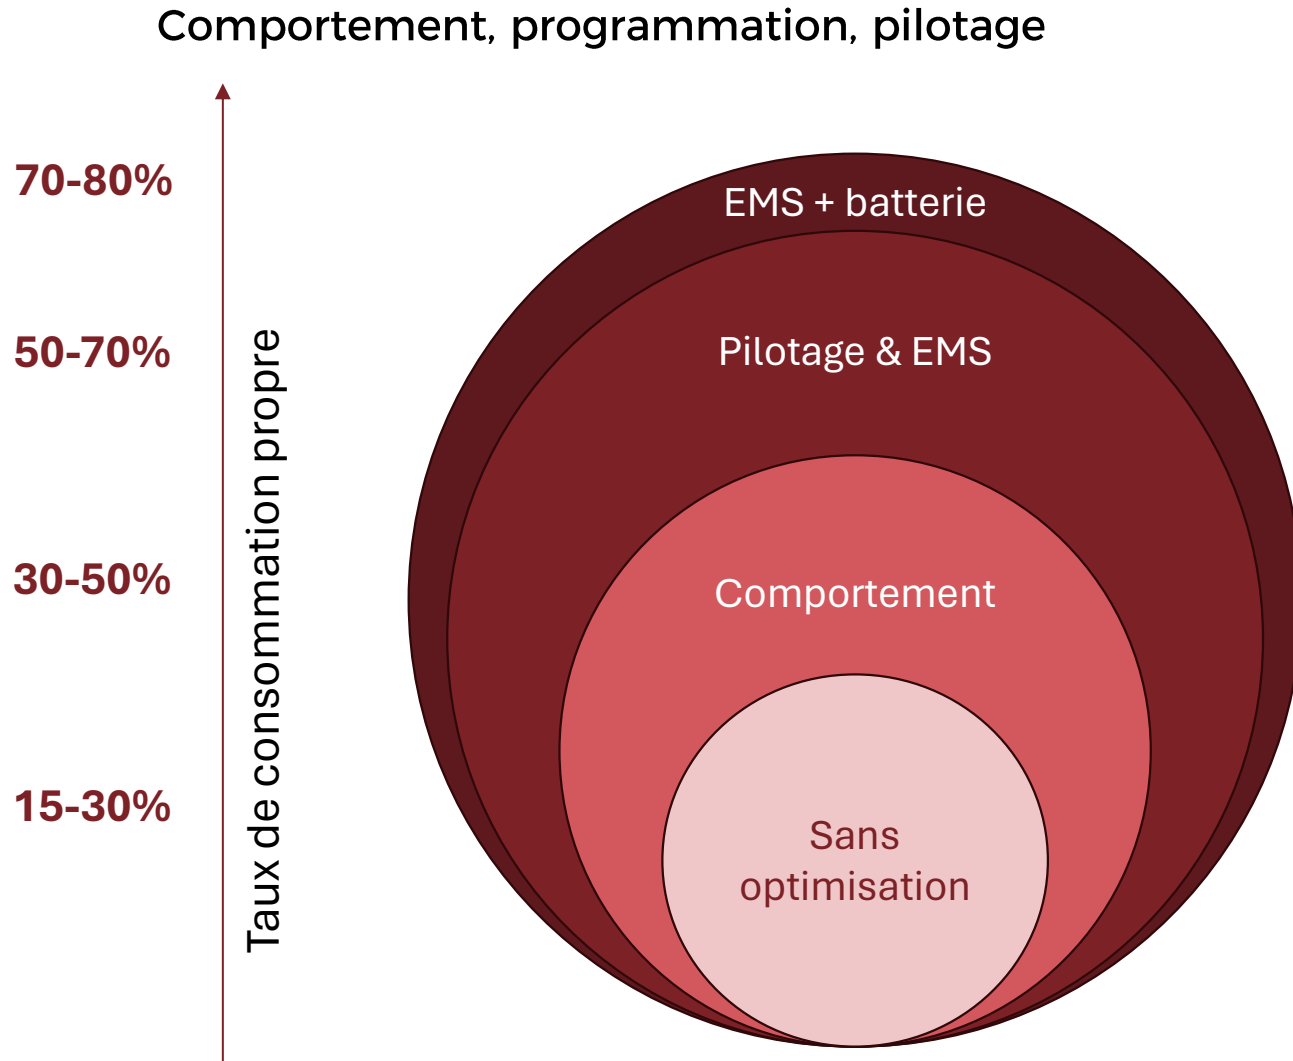 Comportement, programmation, pilotage
70-80%
50-70%
30-50%
15-30%
Taux de consommation propre
EMS + batterie
Pilotage & EMS
Comportement
Sans
optimisation